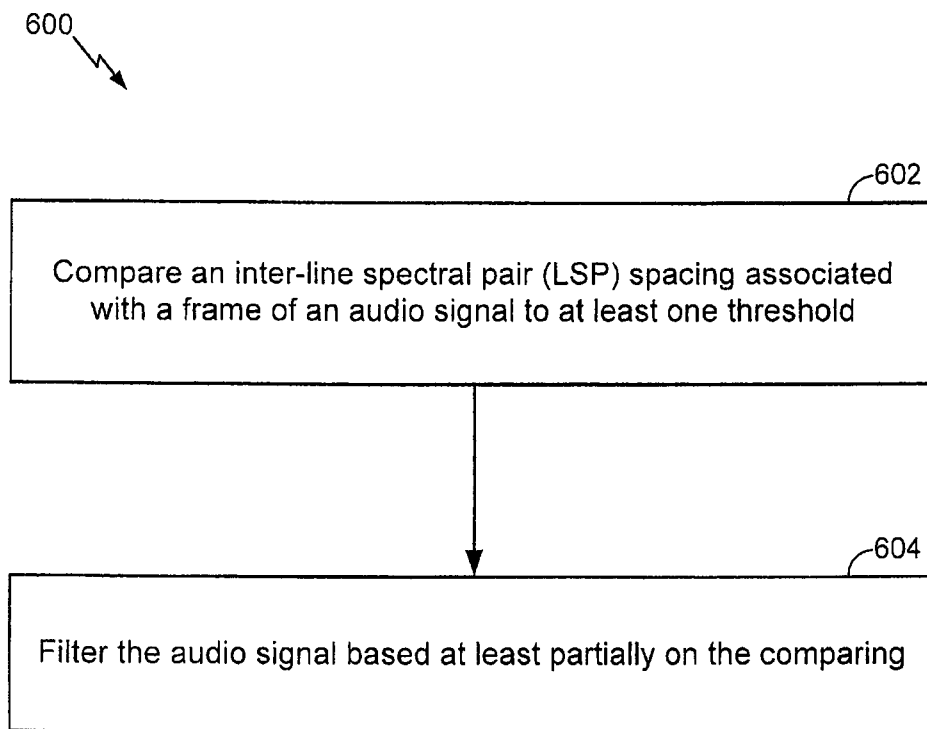 600
602
Compare an inter-line spectral pair (LSP) spacing associated
with a frame of an audio signal to at least one threshold
604
Filter the audio signal based at least partially on the comparing